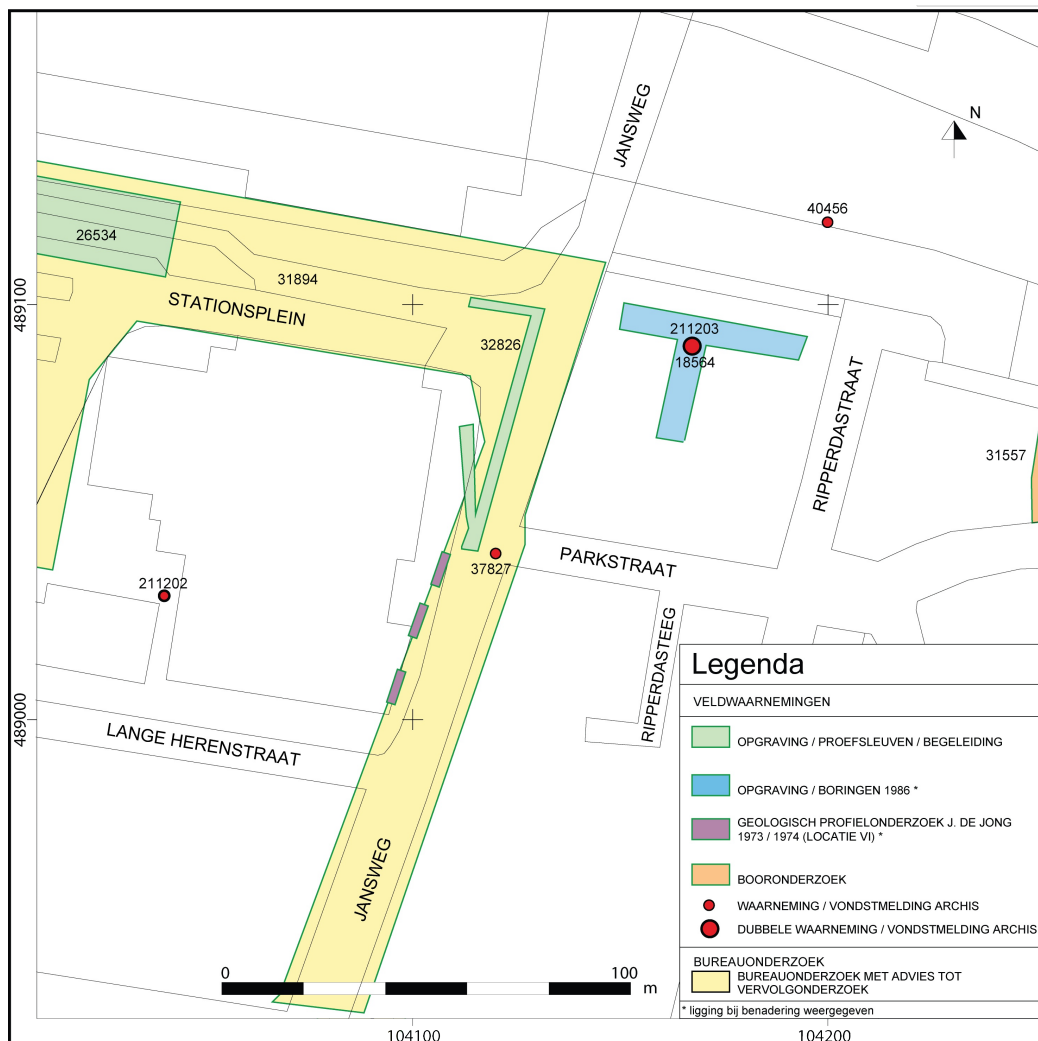 JANSWEG
N
40456
26534
31894
489100
STATIONSPLEIN
32826
211203
18564
RIPPERDASTRAAT
31557
PARKSTRAAT
37827
211202
RIPPERDASTEEG
489000
LANGE HERENSTRAAT
JANSWEG
0
100
m
104100
104200
Legenda
VELDWAARNEMINGEN
OPGRAVING / PROEFSLEUVEN / BEGELEIDING
OPGRAVING / BORINGEN 1986 *
GEOLOGISCH PROFIELONDERZOEK J. DE JONG
1973 / 1974 (LOCATIE VI) *
BOORONDERZOEK
WAARNEMING / VONDSTMELDING ARCHIS
DUBBELE WAARNEMING / VONDSTMELDING ARCHIS
BUREAUONDERZOEK
BUREAUONDERZOEK MET ADVIES TOT
VERVOLGONDERZOEK
* ligging bij benadering weergegeven